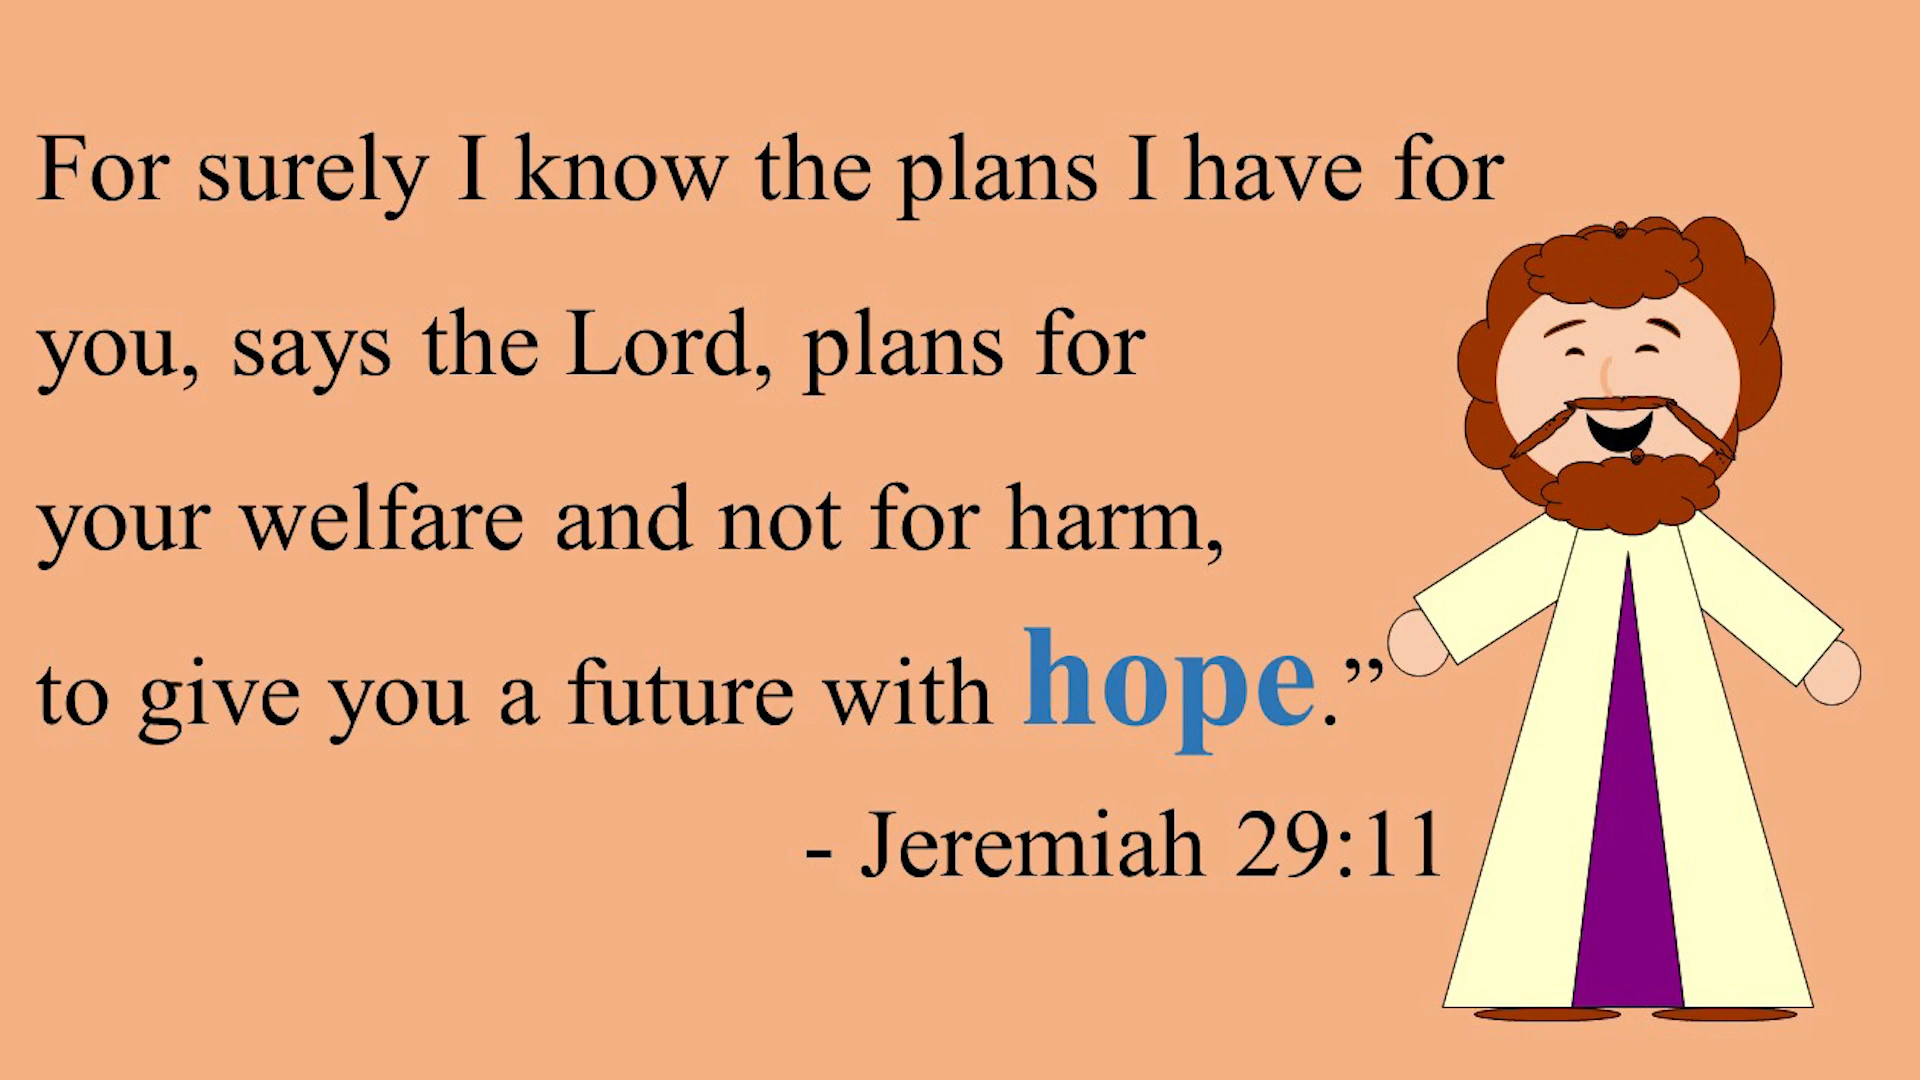 For surely I know the plans I have for
you, says the Lord, plans for
your welfare and not for harm,
to give you a future with hope.”
- Jeremiah 29:11